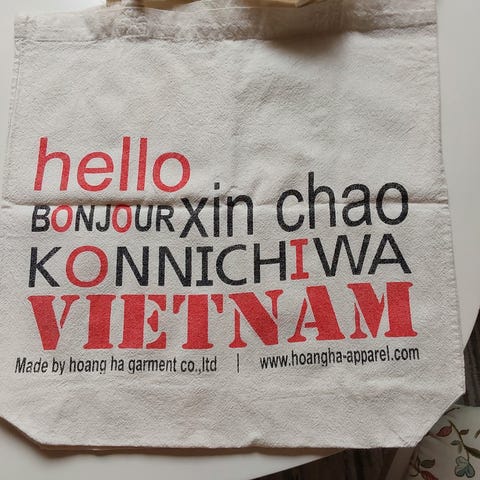 hello
BONJOUR xin chao
KONNICHIWA
VIETNAM
Made by hoang ha garment co.,ltd | www.hoangha-apparel.com